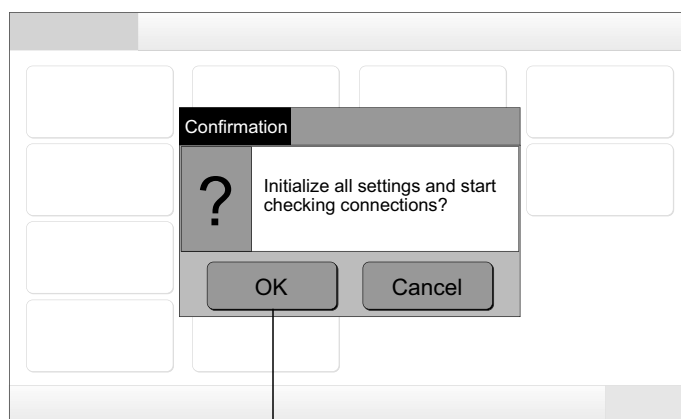 Confirmation
?
Initialize all settings and start
checking connections?
OK
Cancel